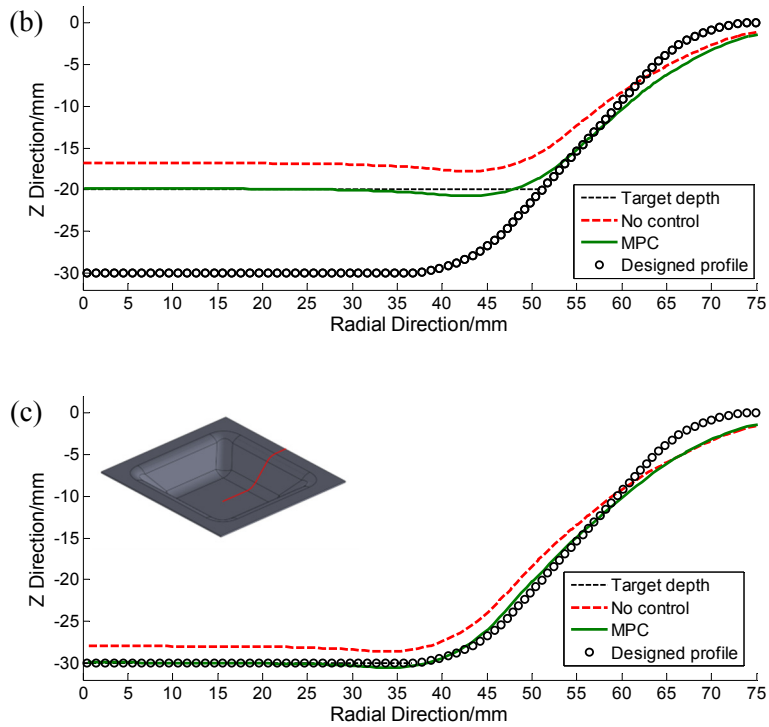 (b)
0
-5
-10
-15
-20
-25
-30
Z Direction/mm
Target depth
No control
MPC
Designed profile
0 5 10 15 20 25 30 35 40 45 50 55 60 65 70 75
Radial Direction/mm
(c)
0
-5
-10
-15
-20
-25
-30
Z Direction/mm
Target depth
No control
MPC
Designed profile
0 5 10 15 20 25 30 35 40 45 50 55 60 65 70 75
Radial Direction/mm